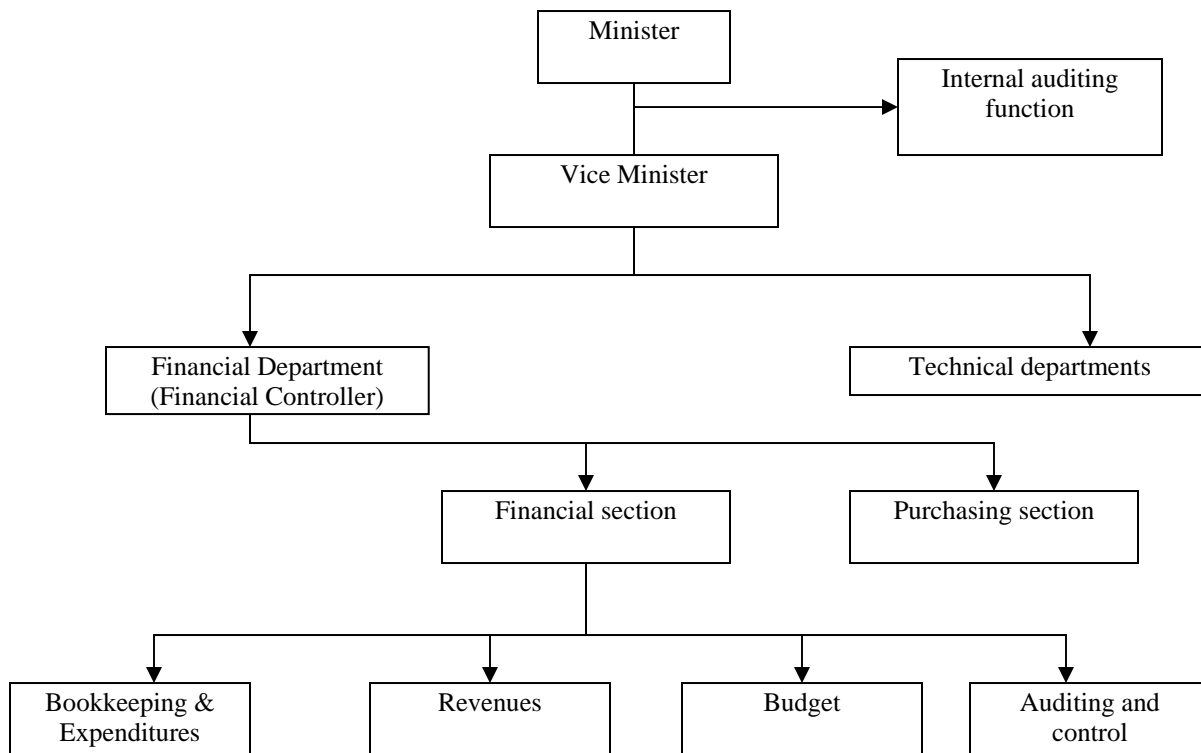 Minister
Internal auditing
function
Vice Minister
Financial Department
(Financial Controller)
Technical departments
Financial section
Purchasing section
Bookkeeping &
Expenditures
Revenues
Budget
Auditing and
control